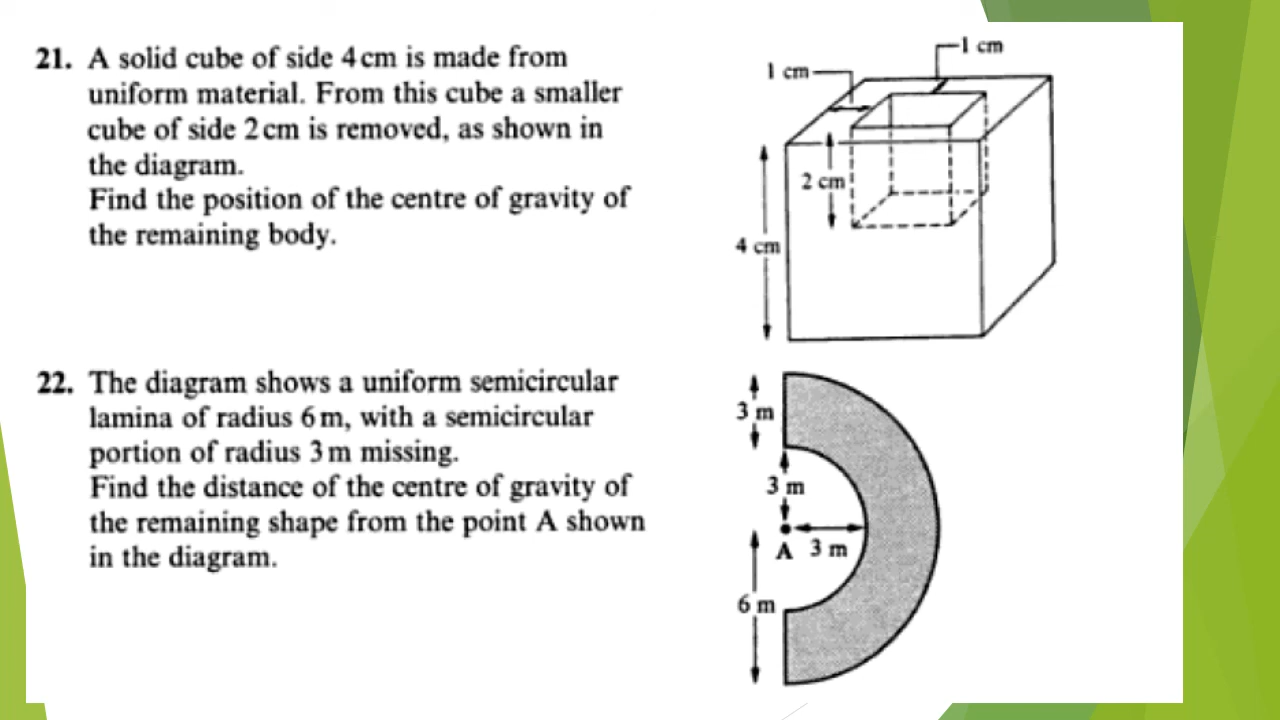 21. A solid cube of side 4 cm is made from
uniform material. From this cube a smaller
cube of side 2 cm is removed, as shown in
the diagram.
Find the position of the centre of gravity of
the remaining body.
1 cm
1 cm
2 cm
4 cm
22. The diagram shows a uniform semicircular
lamina of radius 6 m, with a semicircular
portion of radius 3 m missing.
Find the distance of the centre of gravity of
the remaining shape from the point A shown
in the diagram.
3 m
3 m
A 3 m
6 m